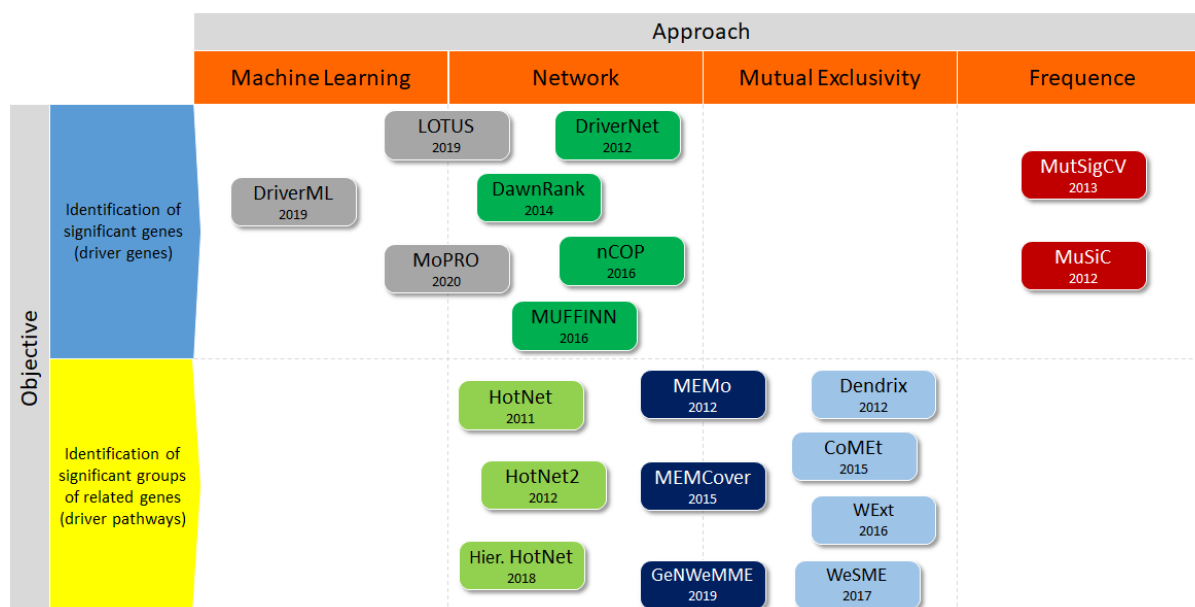 Approach
Machine Learning
Network
Mutual Exclusivity
Frequence
Objective
Identification of
significant genes
(driver genes)
LOTUS
2019
DriverNet
2012
DriverML
2019
DawnRank
2014
MutSigCV
2013
MoPRO
2020
nCOP
2016
MuSiC
2012
MUFFINN
2016
Identification of
significant groups
of related genes
(driver pathways)
HotNet
2011
MEMo
2012
Dendrix
2012
CoMEt
2015
HotNet2
2012
MEMCover
2015
WExt
2016
Hier. HotNet
2018
GeNWeMME
2019
WeSME
2017